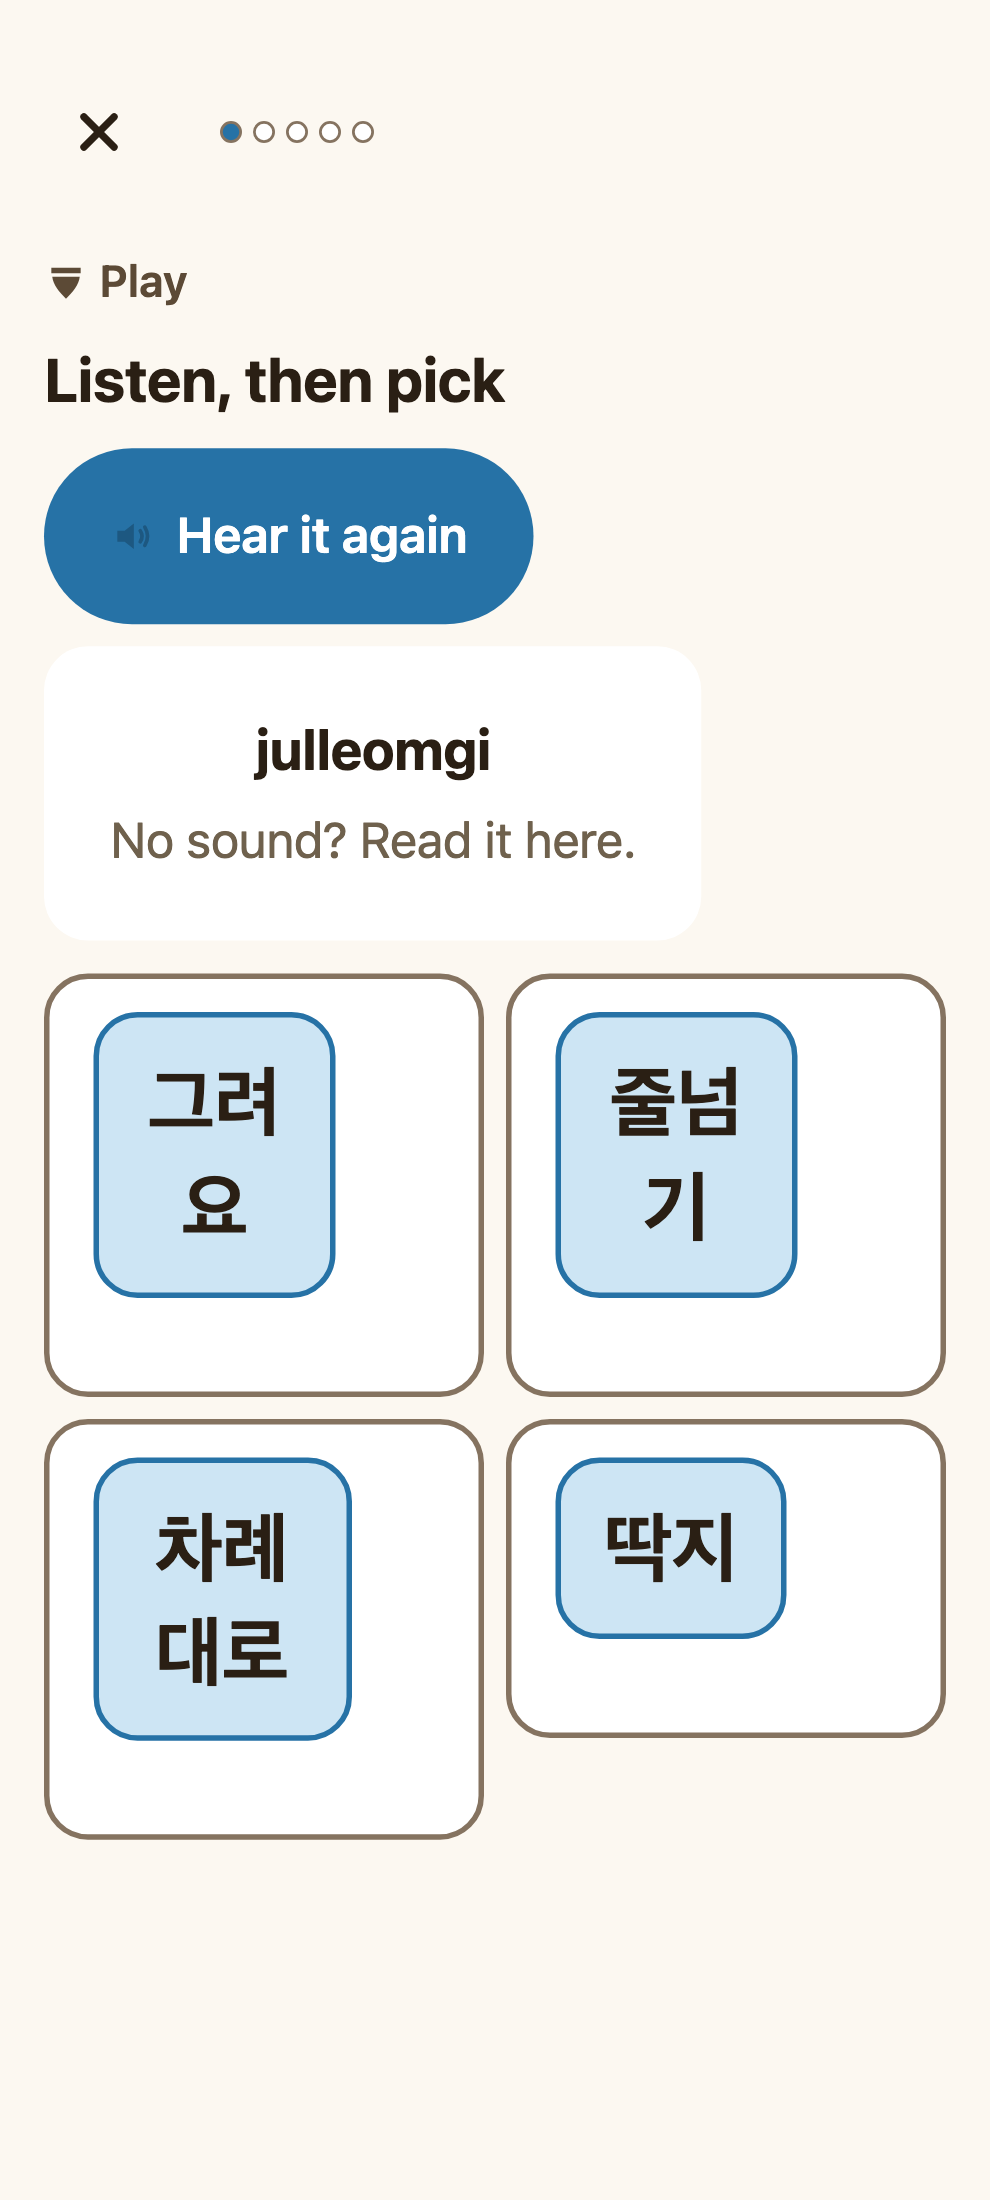 Play
Listen, then pick
Hear it again
julleomgi
No sound? Read it here.
그려
요
줄넘
기
차례
대로
딱지